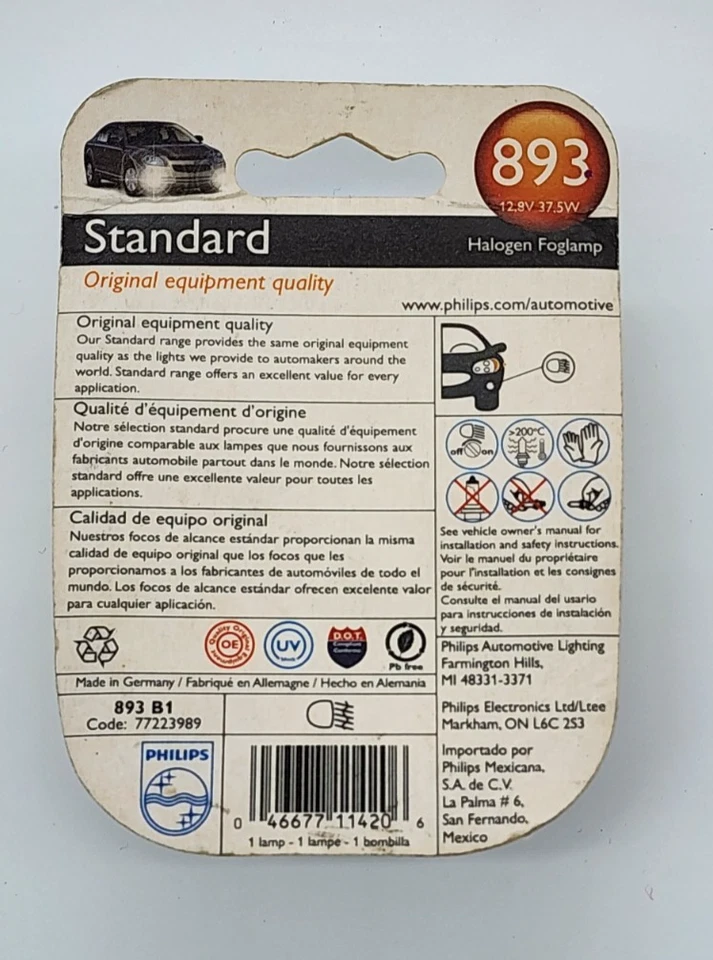 893
12.8V 37.5W
Standard
Halogen Foglamp
Original equipment quality
www.philips.com/automotive
Original equipment quality
Our Standard range provides the same original equipment
quality as the lights we provide to automakers around the
world. Standard range offers an excellent value for every
application.
Qualité d'équipement d'origine
Notre sélection standard procure une qualité d'équipement
d'origine comparable aux lampes que nous fournissons aux
fabricants automobile partout dans le monde. Notre sélection
standard offre une excellente valeur pour toutes les
applications.
Calidad de equipo original
Nuestros focos de alcance estándar proporcionan la misma
calidad de equipo original que los focos que les
proporcionamos a los fabricantes de automóviles de todo el
mundo. Los focos de alcance estándar ofrecen excelente valor
para cualquier aplicación.
off on
>200°C
See vehicle owner's manual for
installation and safety instructions.
Voir le manuel du propriétaire
pour l'installation et les consignes
de sécurité.
Consulte el manual del usario
para instrucciones de instalación
y seguridad.
Quality Original Equipment
OE
UV
D.O.T.
Compliant
Conforme
Pb free
Made in Germany / Fabriqué en Allemagne / Hecho en Alemania
893 B1
Code: 77223989
PHILIPS
0 46677 11420 6
1 lamp - 1 lampe - 1 bombilla
Philips Automotive Lighting
Farmington Hills,
MI 48331-3371
Philips Electronics Ltd/Ltee
Markham, ON L6C 2S3
Importado por
Philips Mexicana,
S.A. de C.V.
La Palma # 6,
San Fernando,
Mexico